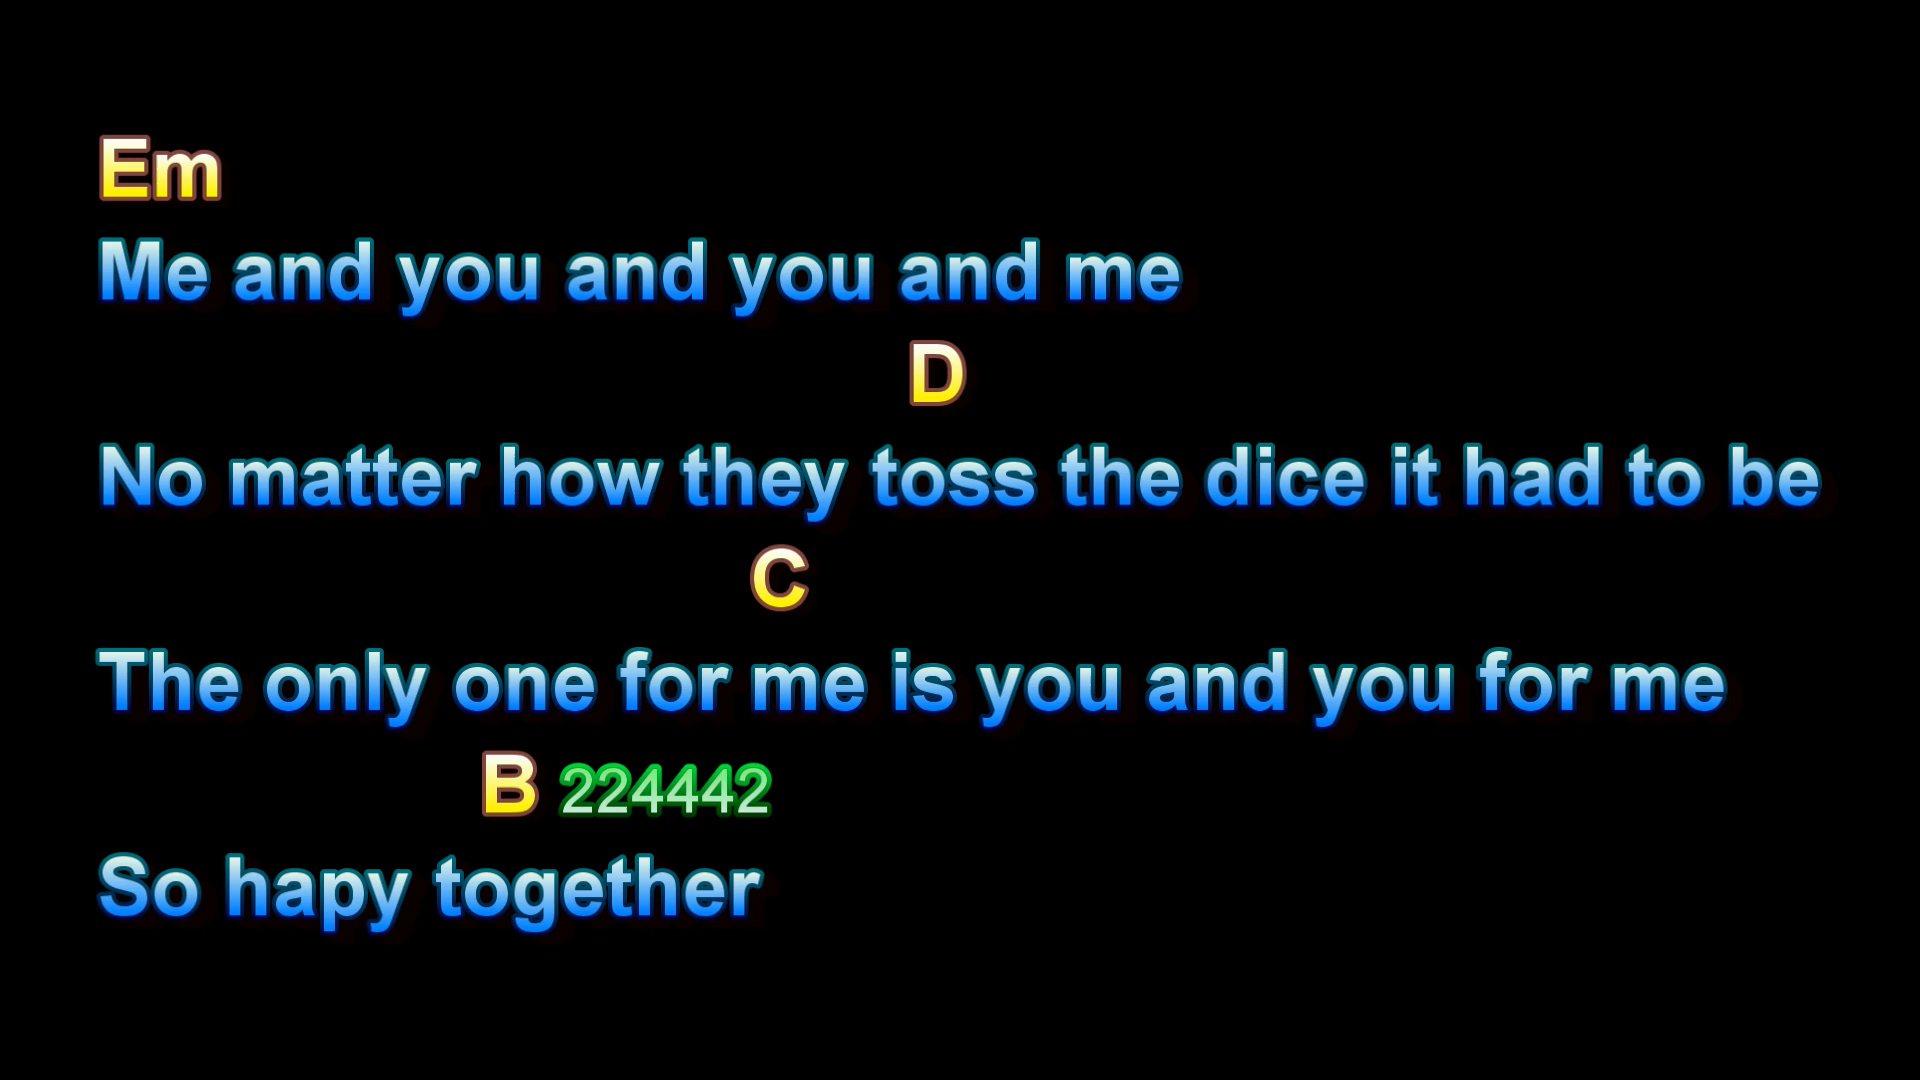 Em
Me and you and you and me
D
No matter how they toss the dice it had to be
C
The only one for me is you and you for me
B 224442
So hapy together